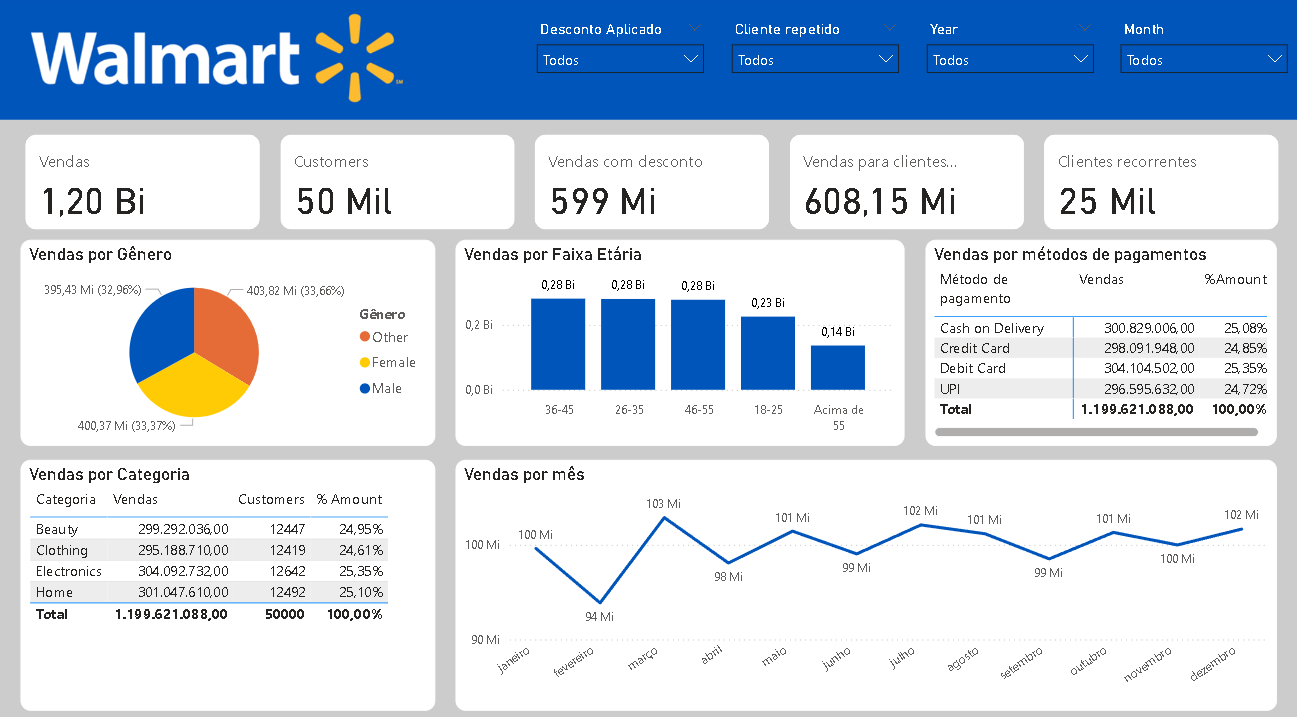 Walmart
Desconto Aplicado
Todos
Cliente repetido
Todos
Year
Todos
Month
Todos
Vendas
1,20 Bi
Customers
50 Mil
Vendas com desconto
599 Mi
Vendas para clientes...
608,15 Mi
Clientes recorrentes
25 Mil
Vendas por Gênero
395,43 Mi (32,96%)
403,82 Mi (33,66%)
400,37 Mi (33,37%)
Gênero
Other
Female
Male
Vendas por Faixa Etária
0,2 Bi
0,0 Bi
0,28 Bi
0,28 Bi
0,28 Bi
0,23 Bi
0,14 Bi
36-45
26-35
46-55
18-25
Acima de
55
Vendas por métodos de pagamentos
Método de
pagamento
Vendas
%Amount
Cash on Delivery 300.829.006,00 25,08%
Credit Card 298.091.948,00 24,85%
Debit Card 304.104.502,00 25,35%
UPI 296.595.632,00 24,72%
Total 1.199.621.088,00 100,00%
Vendas por Categoria
Categoria Vendas Customers % Amount
Beauty 299.292.036,00 12447 24,95%
Clothing 295.188.710,00 12419 24,61%
Electronics 304.092.732,00 12642 25,35%
Home 301.047.610,00 12492 25,10%
Total 1.199.621.088,00 50000 100,00%
Vendas por mês
100 Mi
90 Mi
100 Mi
94 Mi
103 Mi
98 Mi
101 Mi
99 Mi
102 Mi
101 Mi
99 Mi
101 Mi
100 Mi
102 Mi
janeiro
fevereiro
março
abril
maio
junho
julho
agosto
setembro
outubro
novembro
dezembro